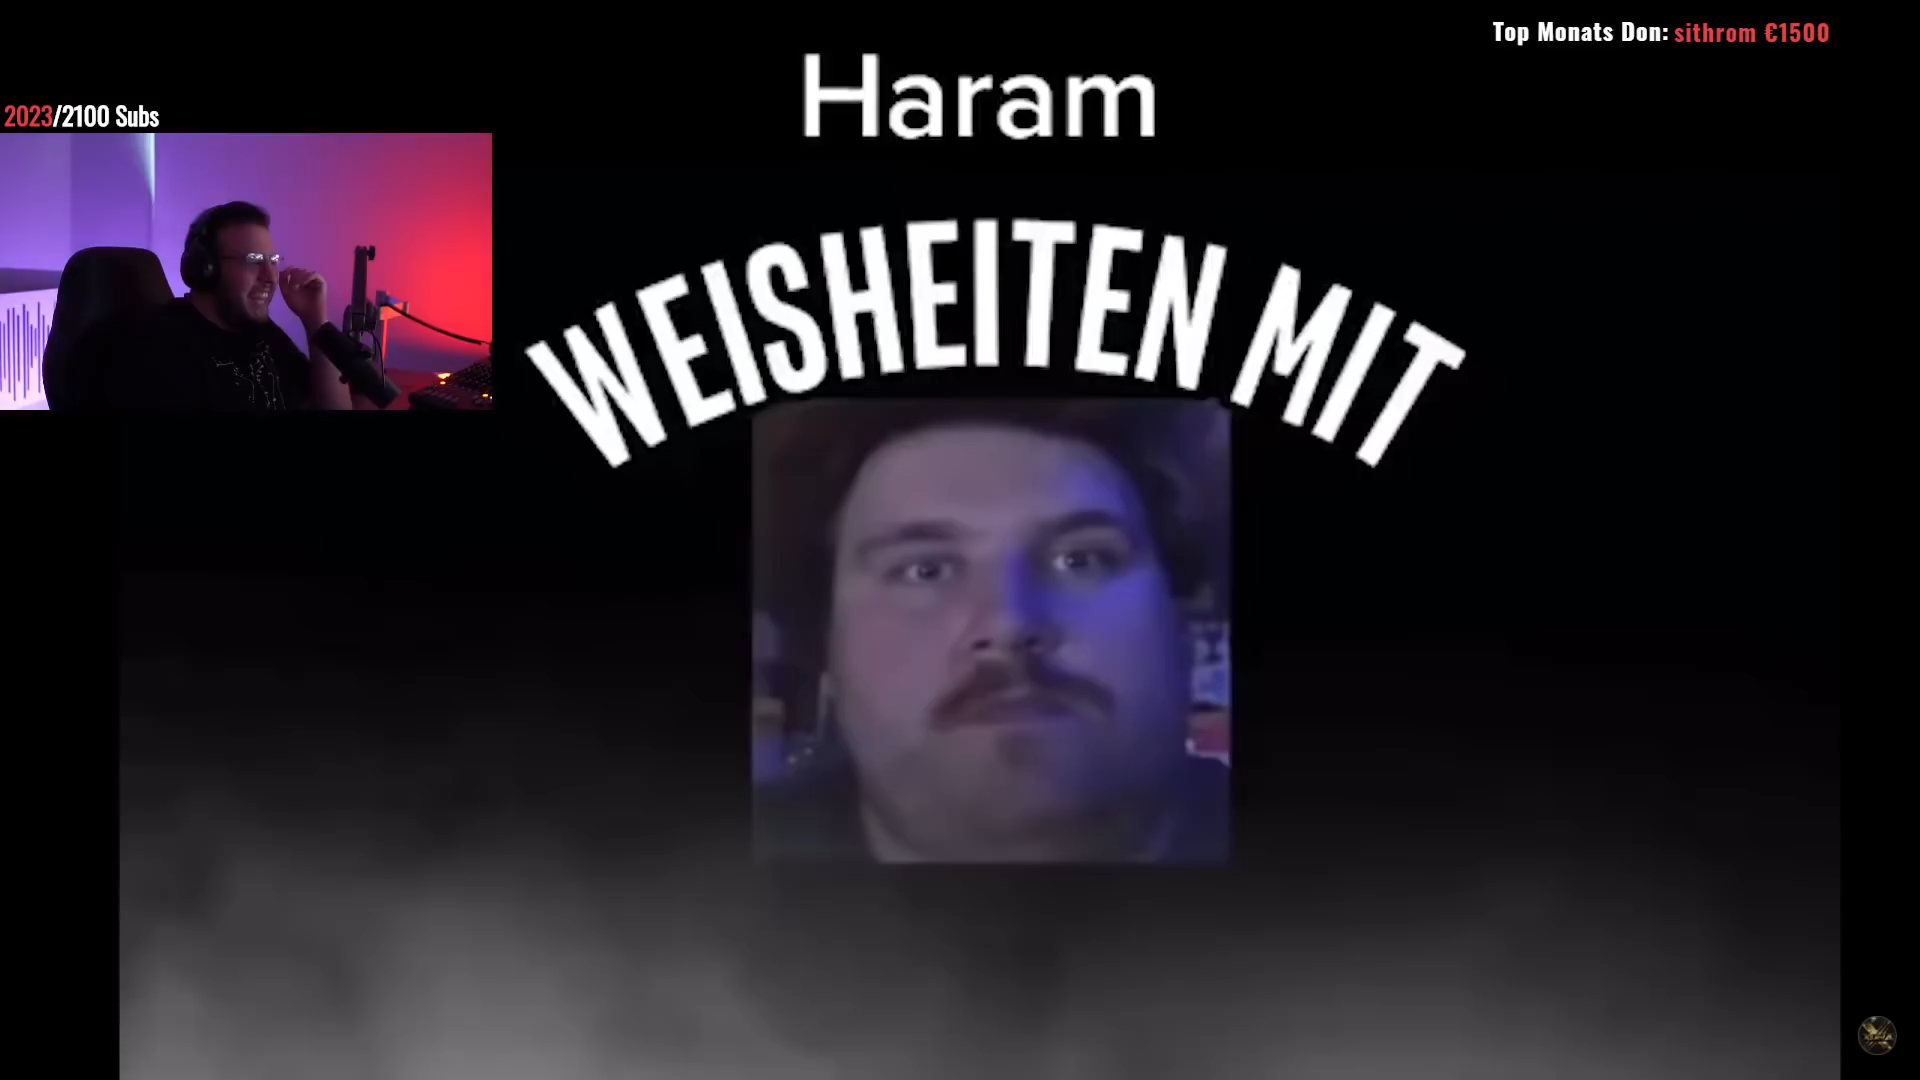 Top Monats Don: sithrom €1500
Haram
2023/2100 Subs
WEISHEITEN MIT